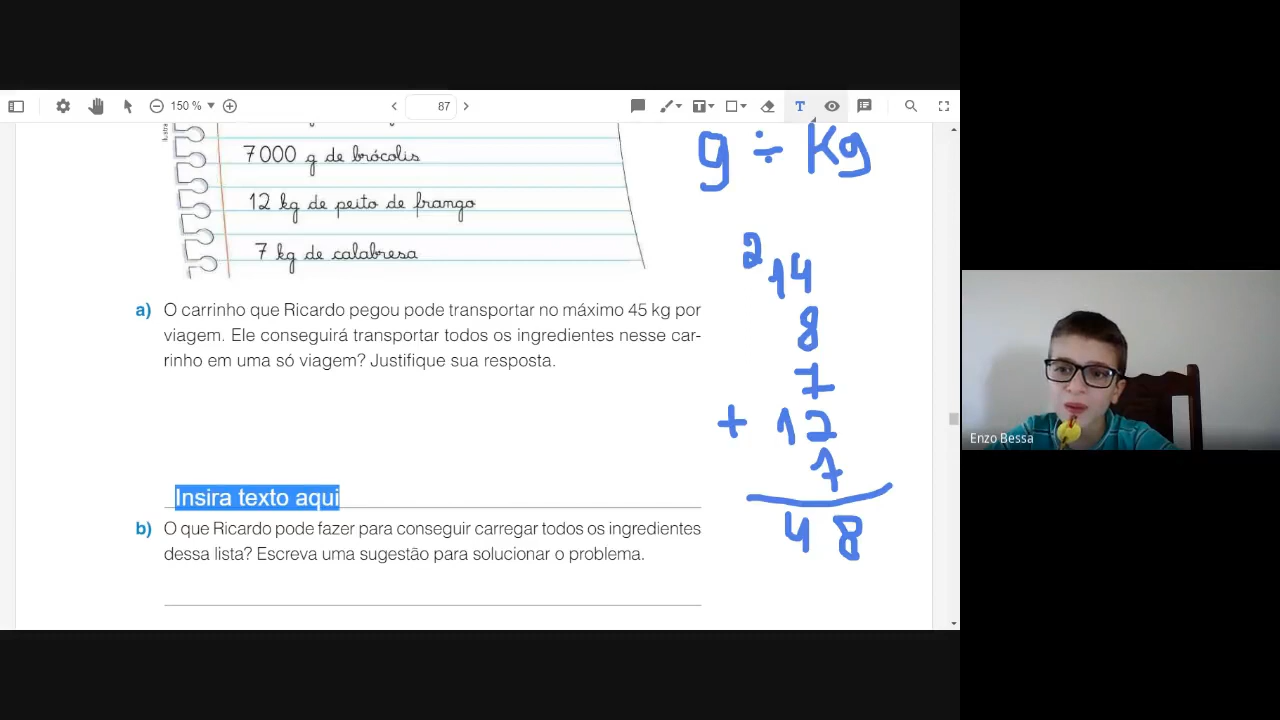 150 %
87
7000 g de brócolis
12 kg de peito de frango
7 kg de calabresa
a) O carrinho que Ricardo pegou pode transportar no máximo 45 kg por
viagem. Ele conseguirá transportar todos os ingredientes nesse car-
rinho em uma só viagem? Justifique sua resposta.
Insira texto aqui
b) O que Ricardo pode fazer para conseguir carregar todos os ingredientes
dessa lista? Escreva uma sugestão para solucionar o problema.
g ÷ Kg
2
14
8
7
+ 12
7
48
Enzo Bessa